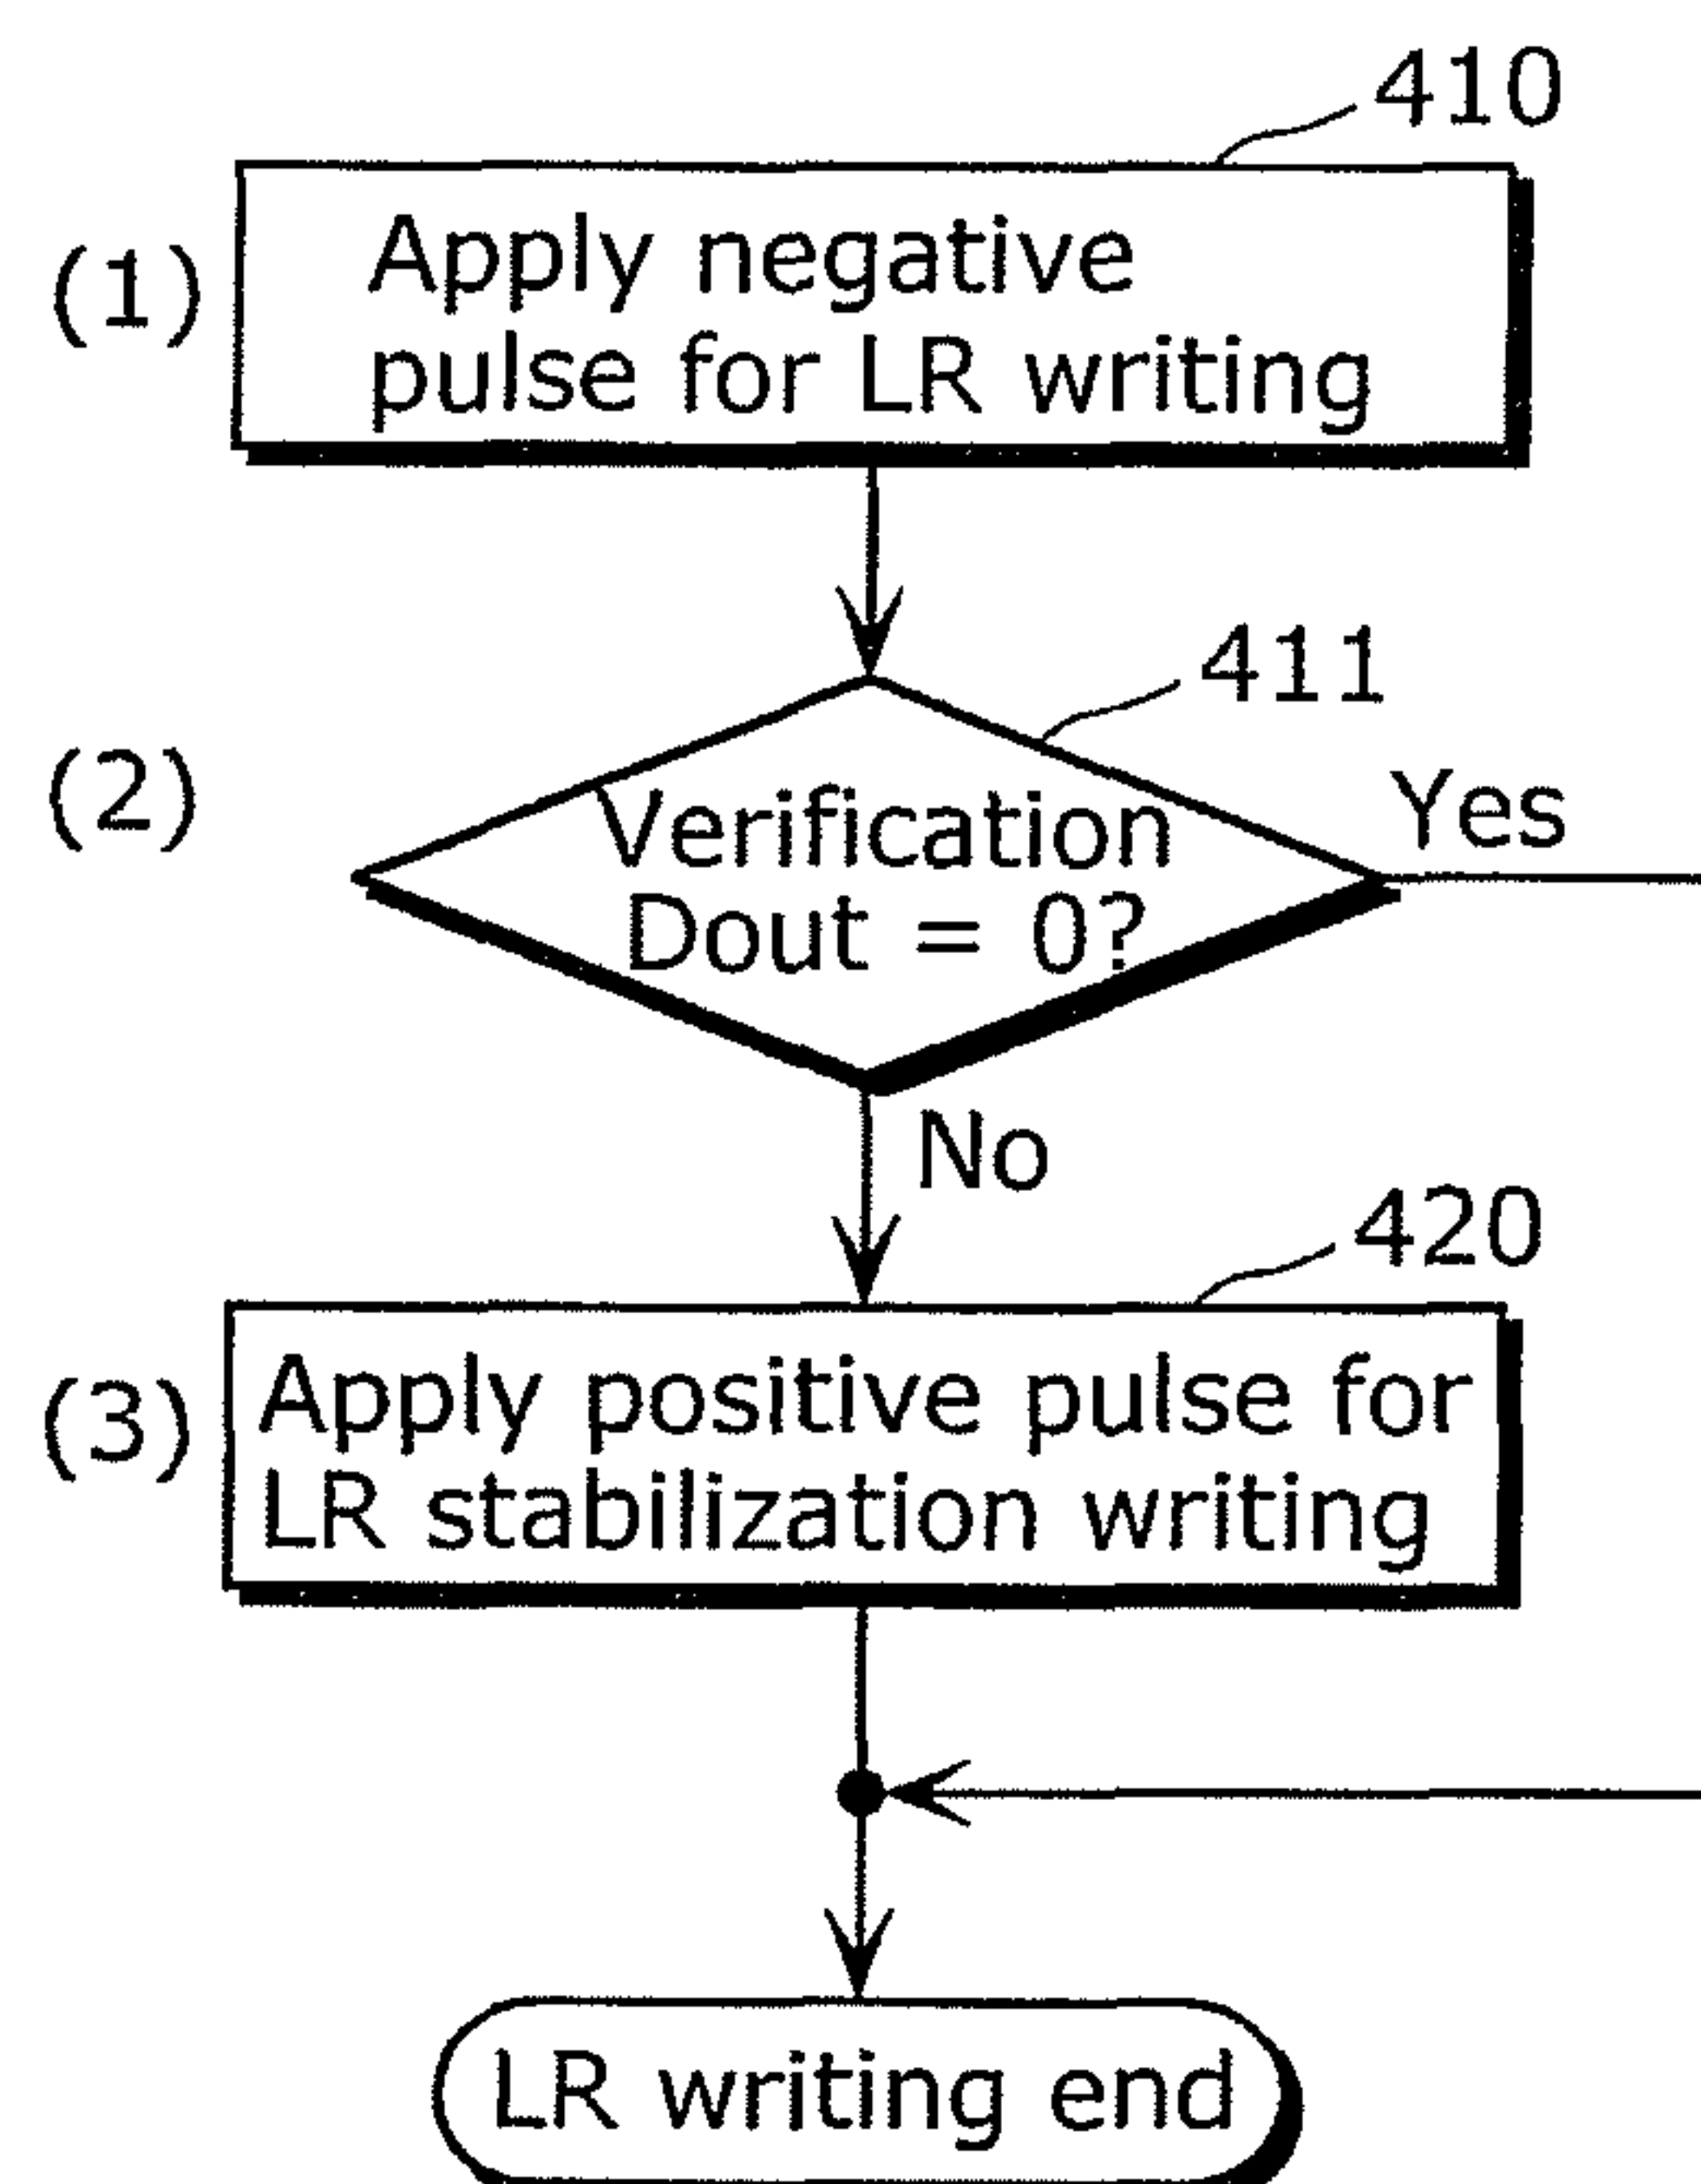 410
(1)
Apply negative
pulse for LR writing
411
(2)
Verification
Dout = 0?
Yes
No
420
(3)
Apply positive pulse for
LR stabilization writing
LR writing end